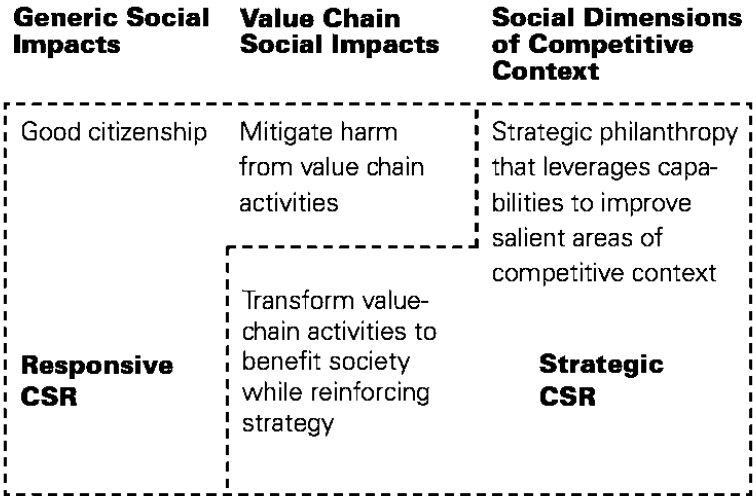 Generic Social
Impacts
Value Chain
Social Impacts
Social Dimensions
of Competitive
Context
Good citizenship
Mitigate harm
from value chain
activities
Strategic philanthropy
that leverages capa-
bilities to improve
salient areas of
competitive context
Transform value-
chain activities to
benefit society
while reinforcing
strategy
Responsive
CSR
Strategic
CSR